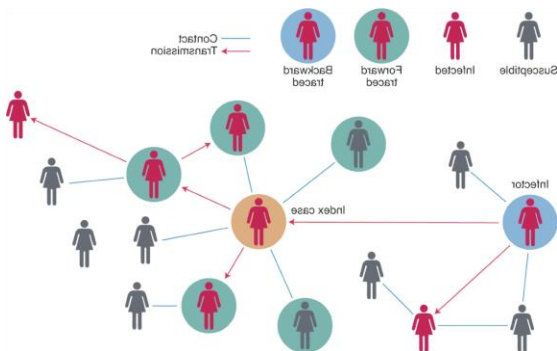 Contact
Transmission
Backward
traced
Forward
traced
Infected
Susceptible
Infector
Index case